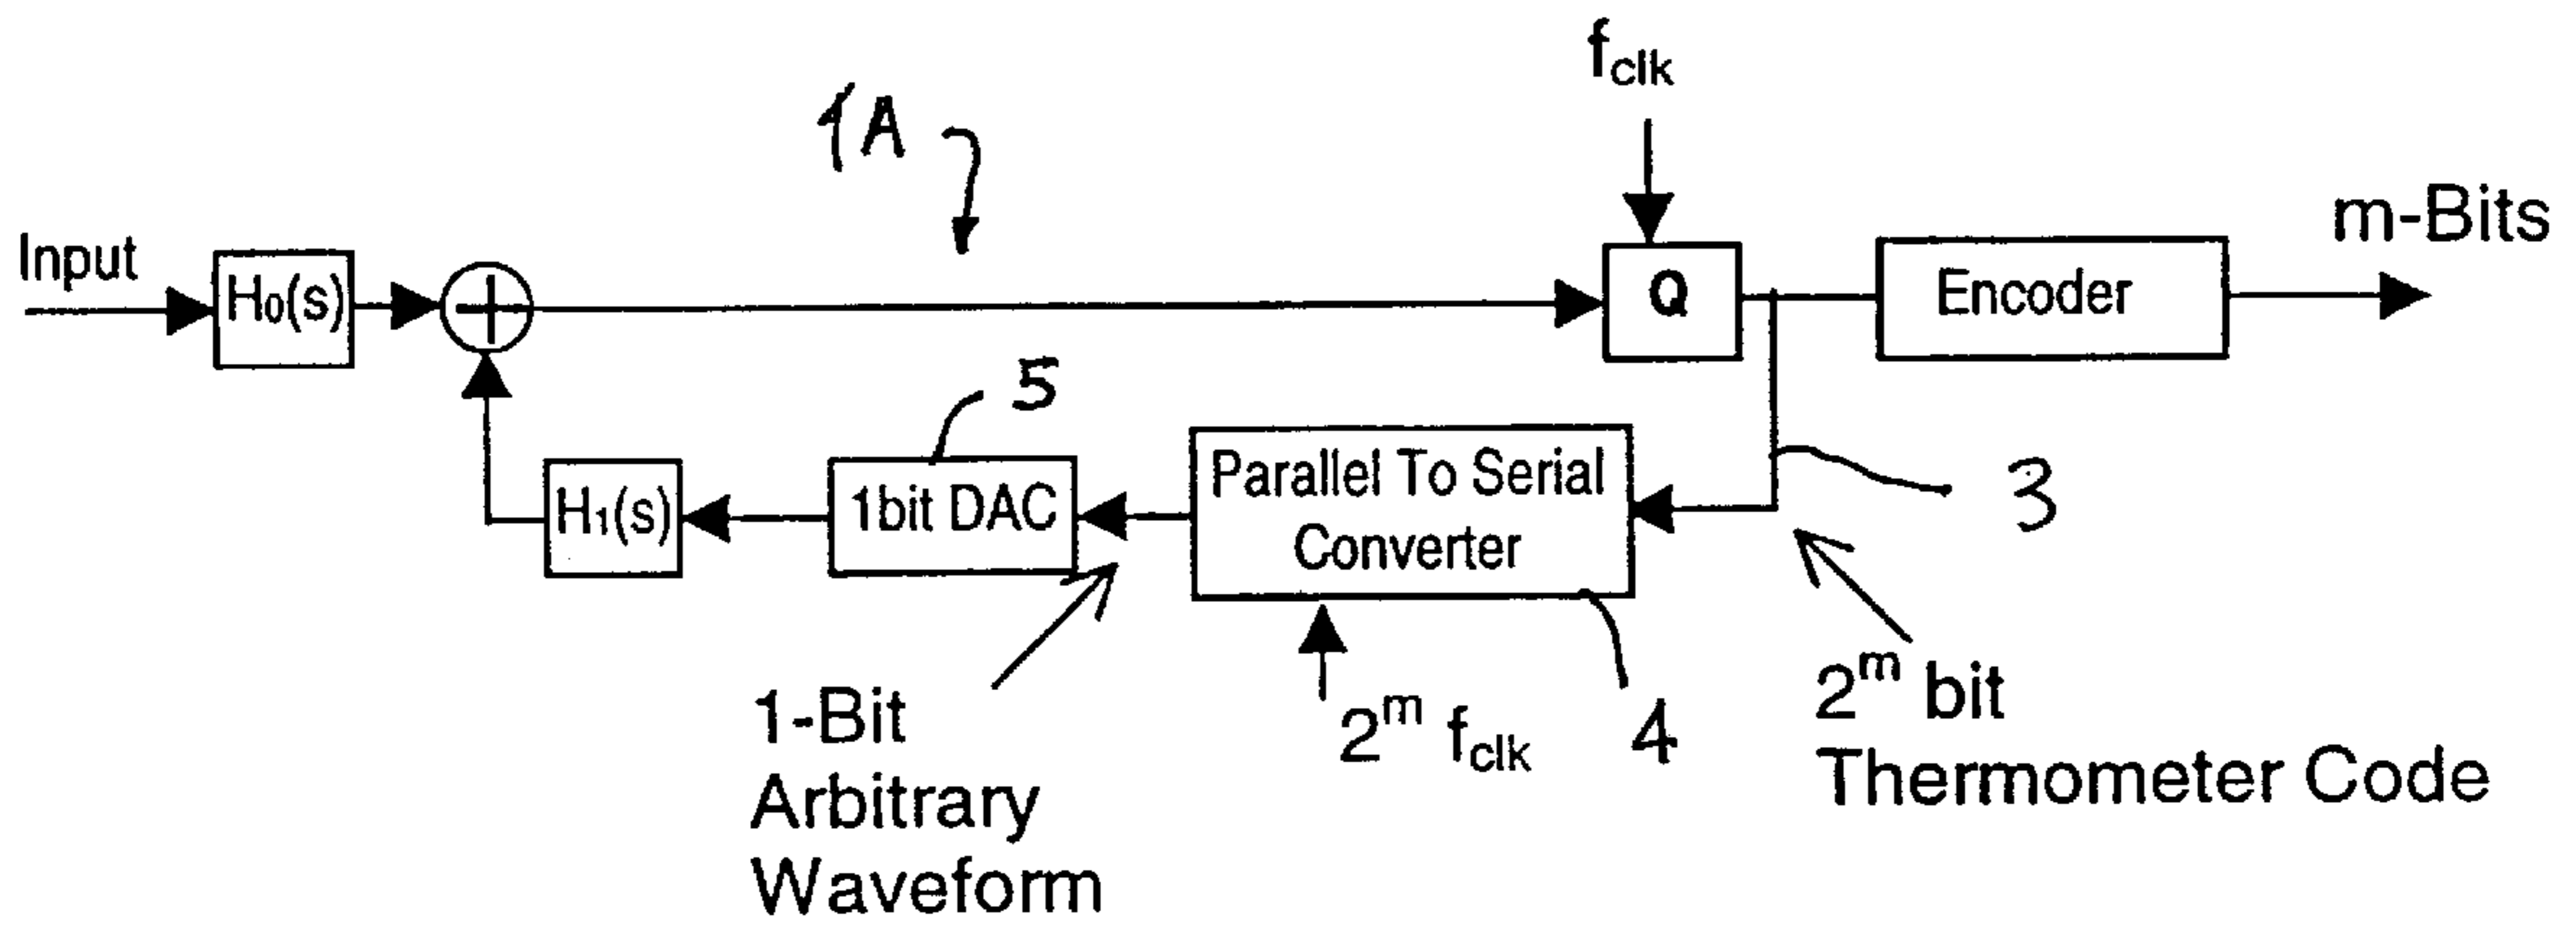 f_clk
1A
m-Bits
Input
H₀(s)
+
Q
Encoder
5
Parallel To Serial
Converter
1bit DAC
H₁(s)
3
1-Bit
Arbitrary
Waveform
2^m f_clk
4
2^m bit
Thermometer Code